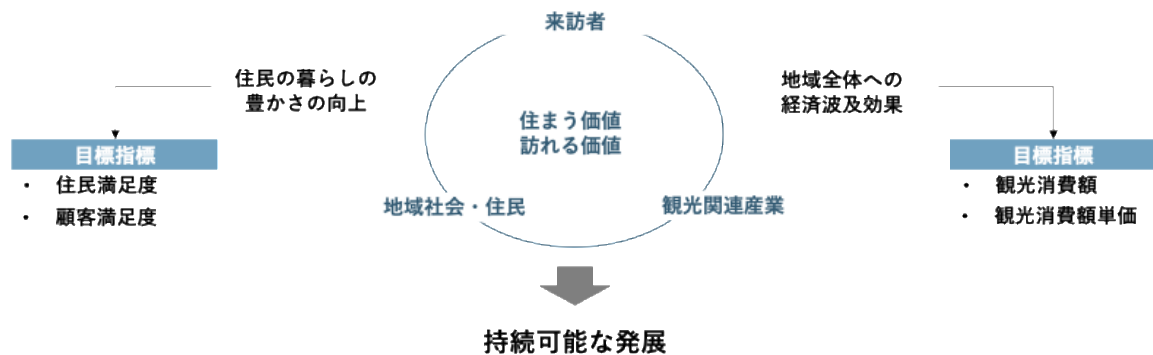 来訪者
住民の暮らしの
豊かさの向上
地域全体への
経済波及効果
住まう価値
訪れる価値
目標指標
・ 住民満足度
・ 顧客満足度
地域社会・住民
観光関連産業
目標指標
・ 観光消費額
・ 観光消費額単価
持続可能な発展